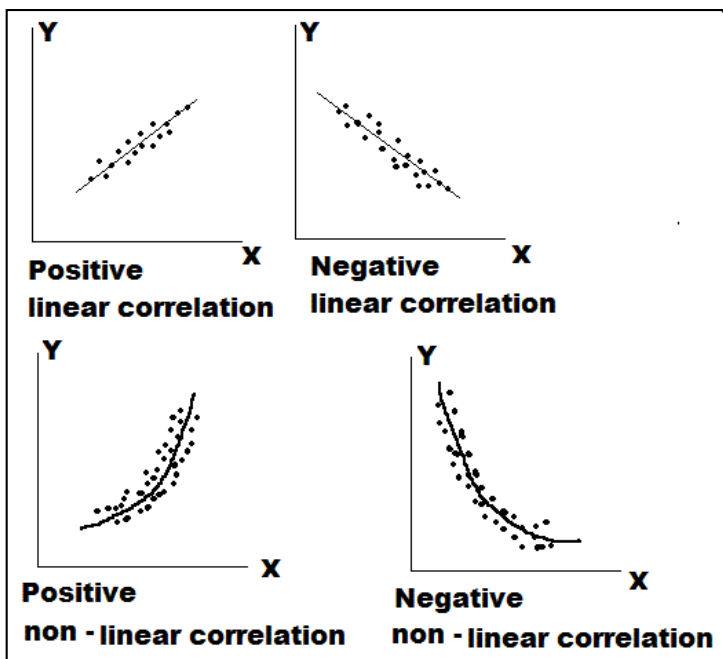 Y
X
Positive
linear correlation
Y
X
Negative
linear correlation
Y
X
Positive
non - linear correlation
Y
X
Negative
non - linear correlation